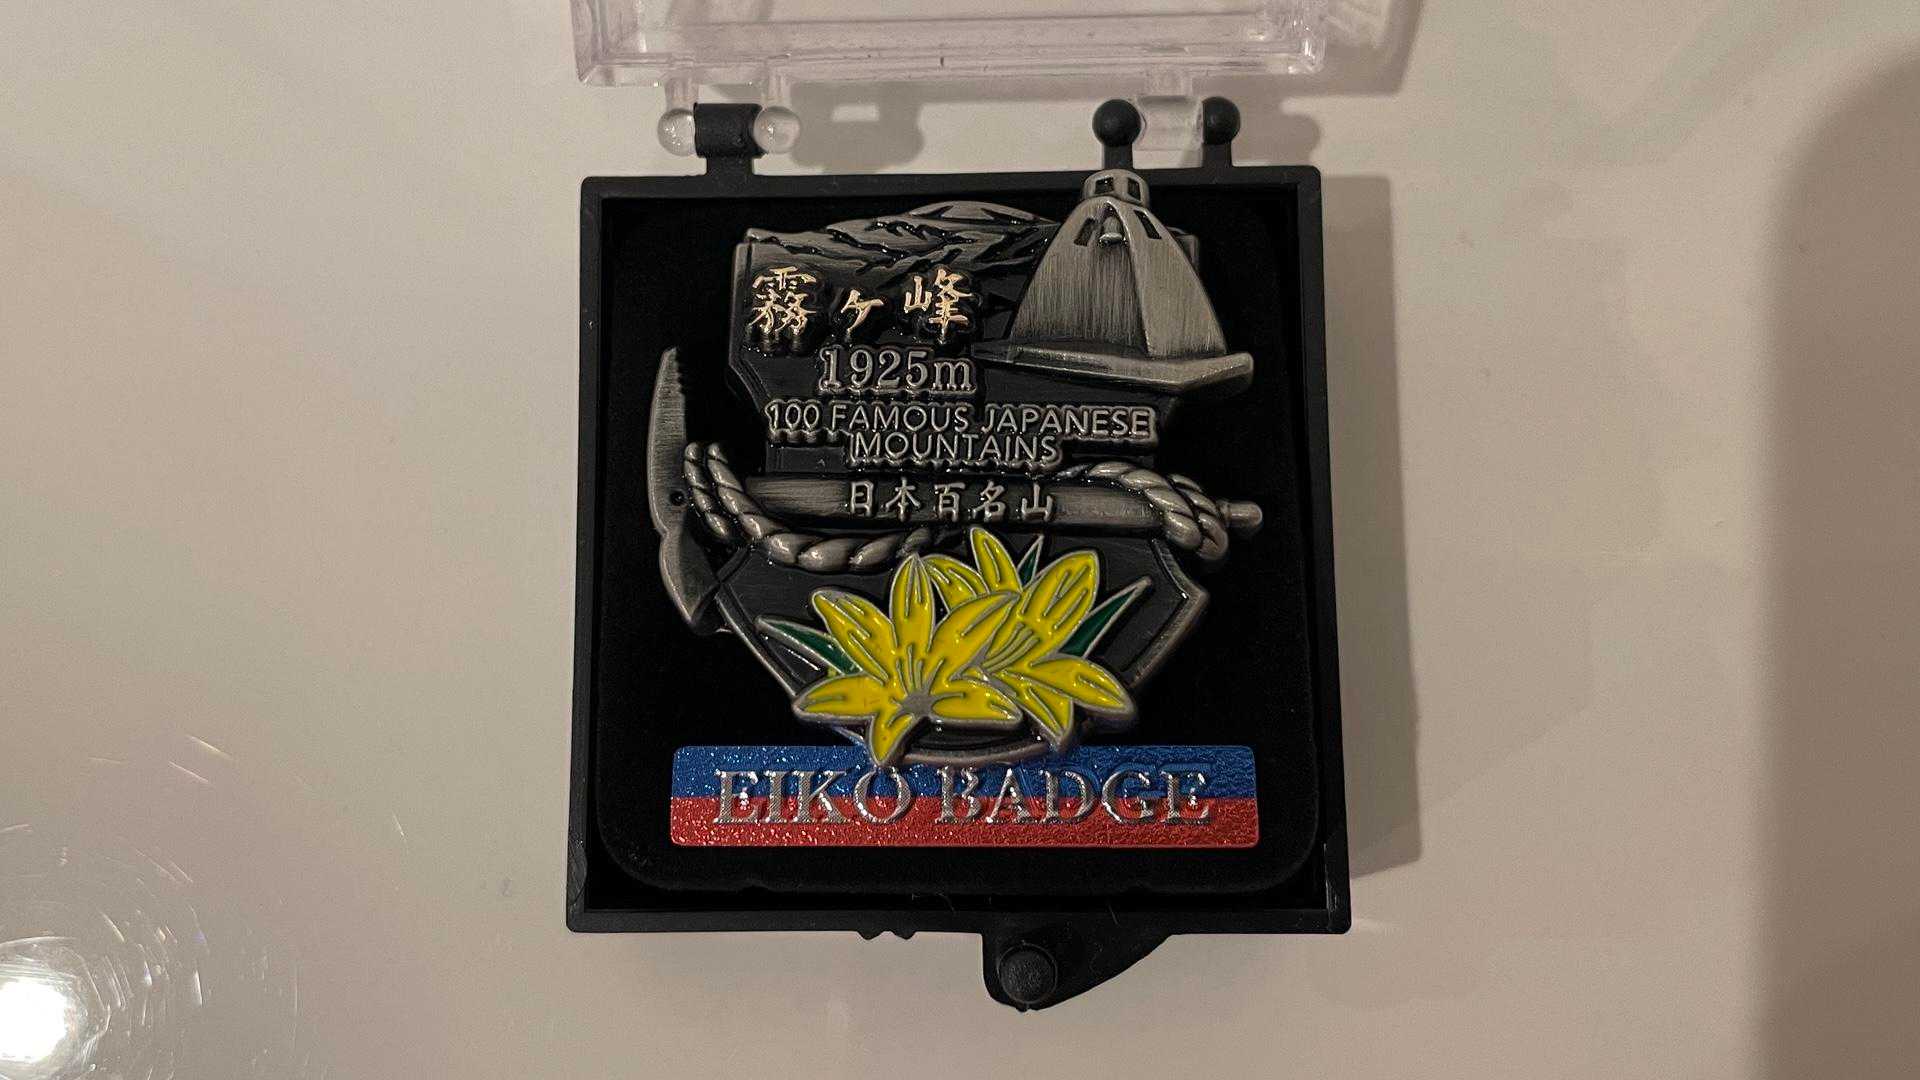 霧ヶ峰
1925m
100 FAMOUS JAPANESE
MOUNTAINS
日本百名山
EIKO BADGE